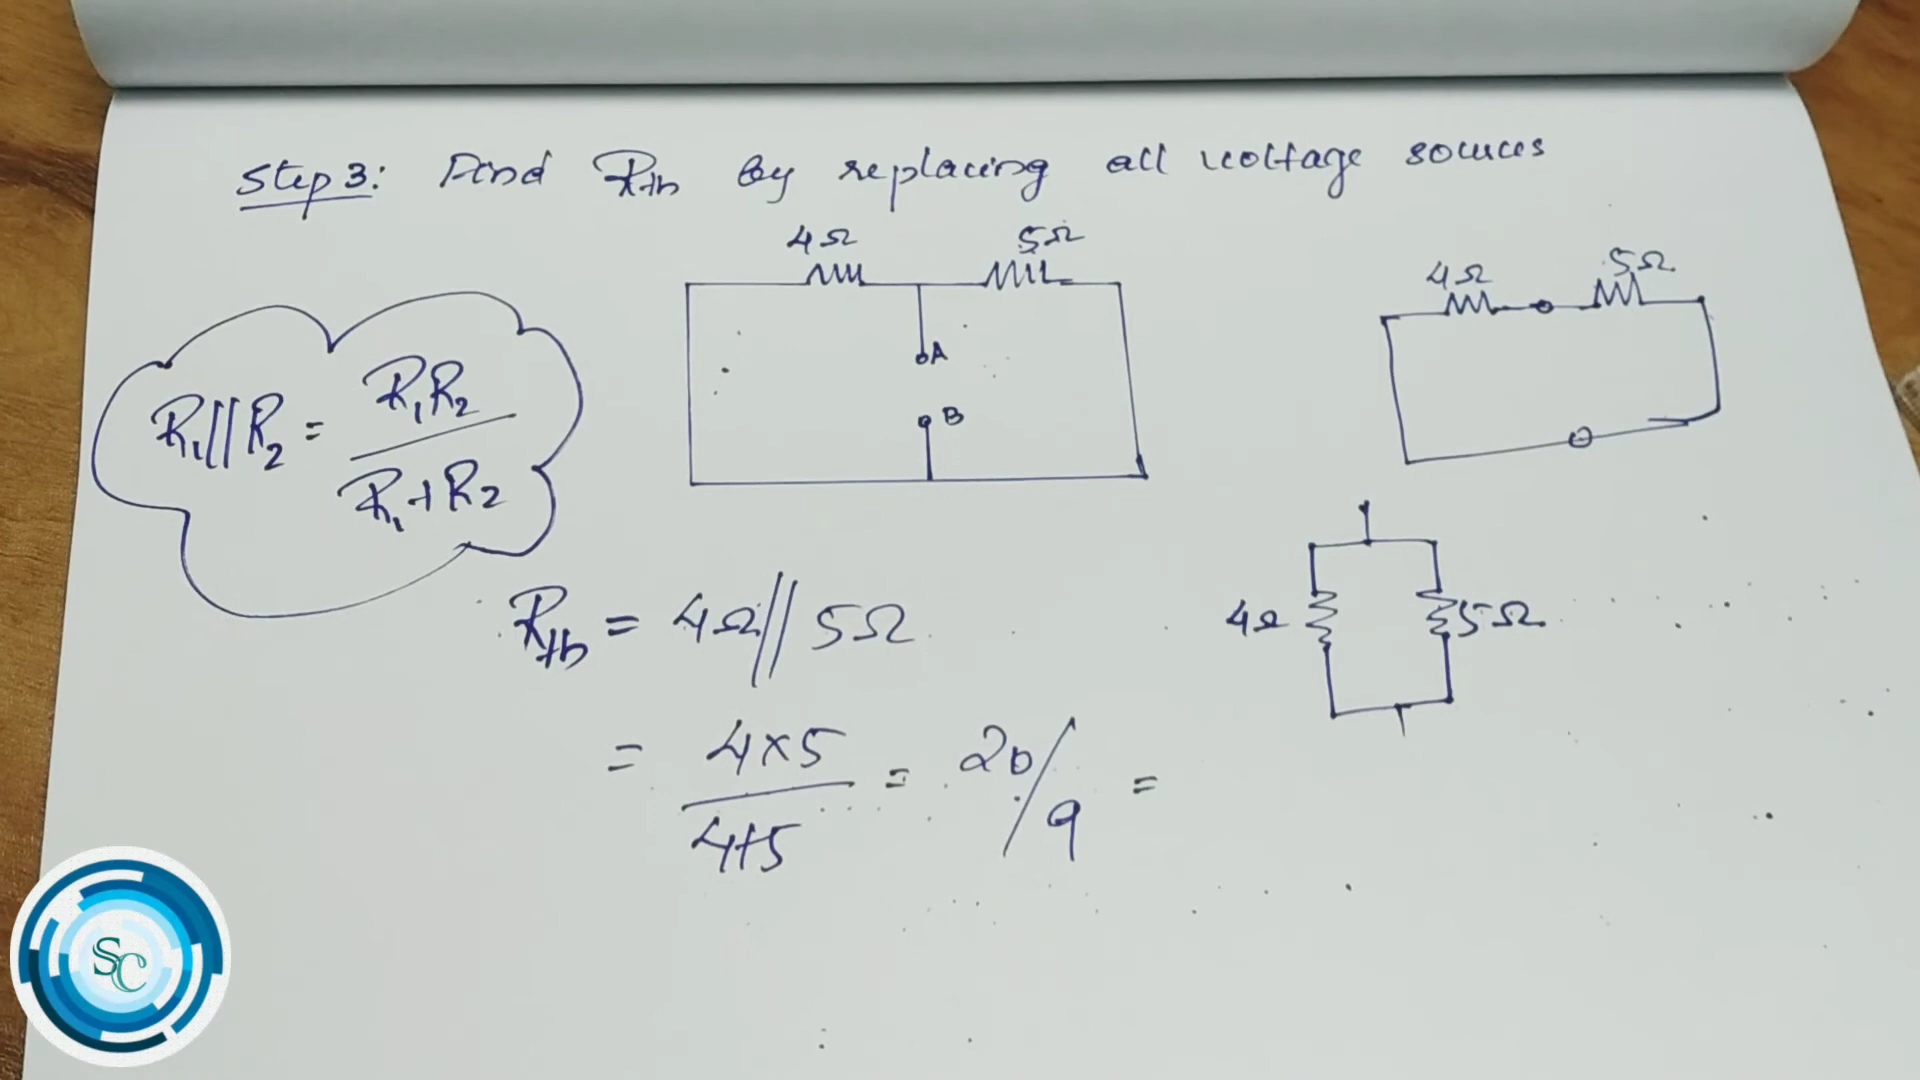 Step 3: Find Rth by replacing all voltage sources
4Ω 5Ω
A
B
4Ω 5Ω
R₁//R₂ = R₁R₂ / R₁+R₂
4Ω 5Ω
Rth = 4Ω // 5Ω
= 4×5 / 4+5 = 20/9 =
SC